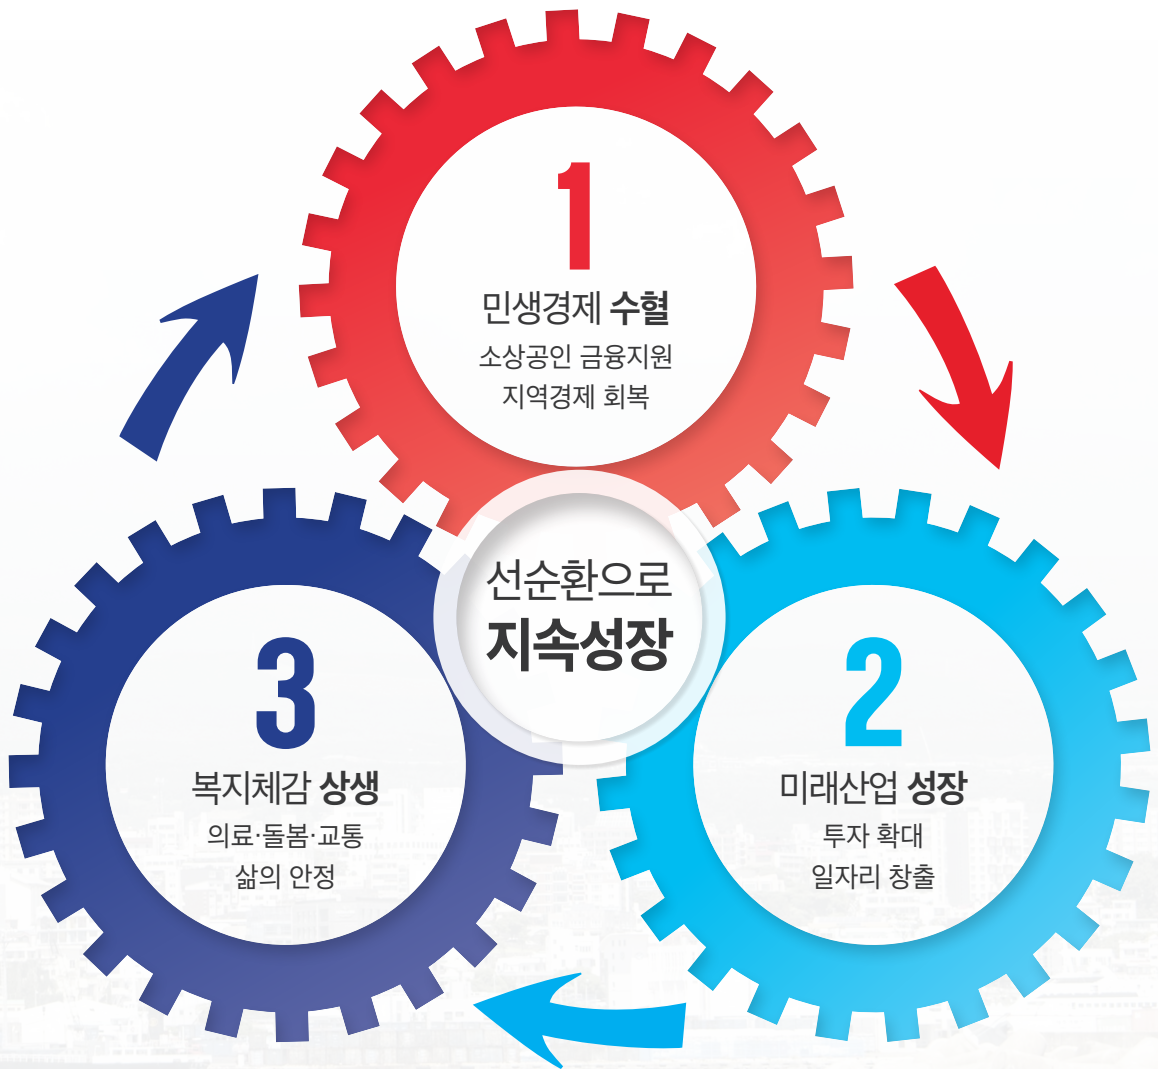 1
민생경제 수혈
소상공인 금융지원
지역경제 회복
선순환으로
지속성장
3
복지체감 상생
의료·돌봄·교통
삶의 안정
2
미래산업 성장
투자 확대
일자리 창출